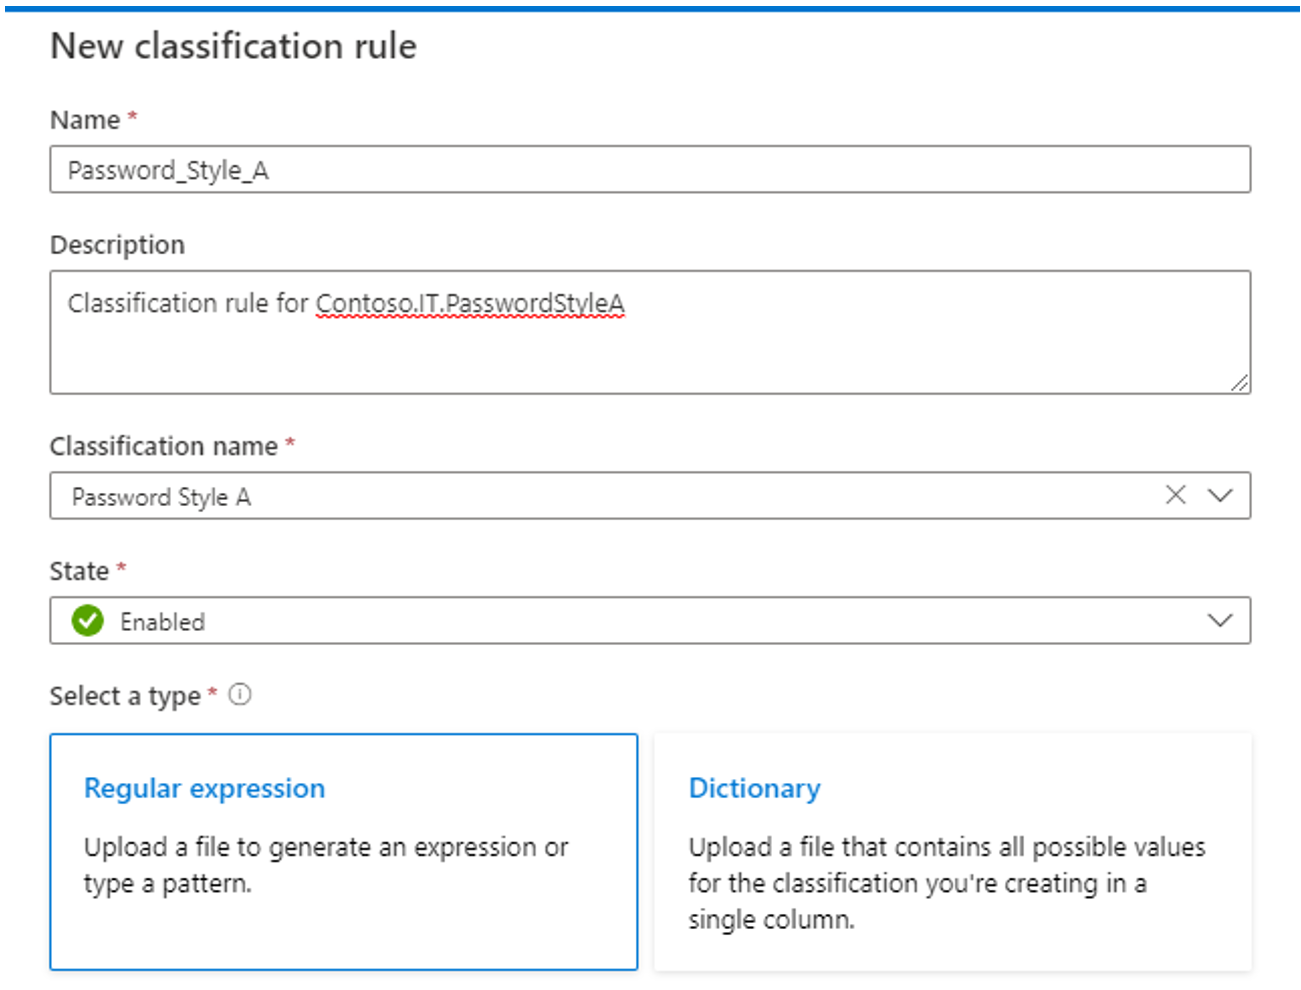 New classification rule
Name *
Password_Style_A
Description
Classification rule for Contoso.IT.PasswordStyleA
Classification name *
Password Style A
State *
Enabled
Select a type *
Regular expression
Upload a file to generate an expression or
type a pattern.
Dictionary
Upload a file that contains all possible values
for the classification you're creating in a
single column.